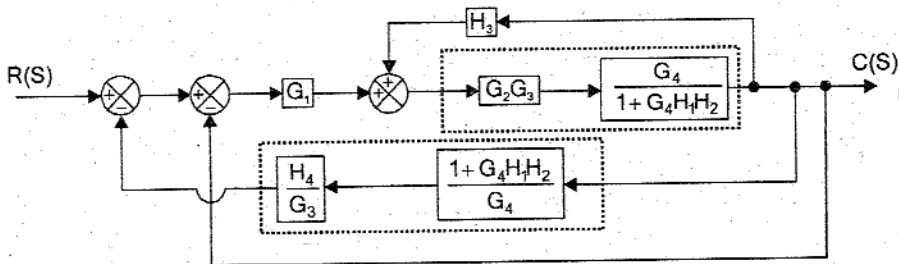 H₃
R(S)
+
−
+
−
G₁
+
+
G₂G₃
G₄
1 + G₄H₁H₂
C(S)
H₄
G₃
1 + G₄H₁H₂
G₄